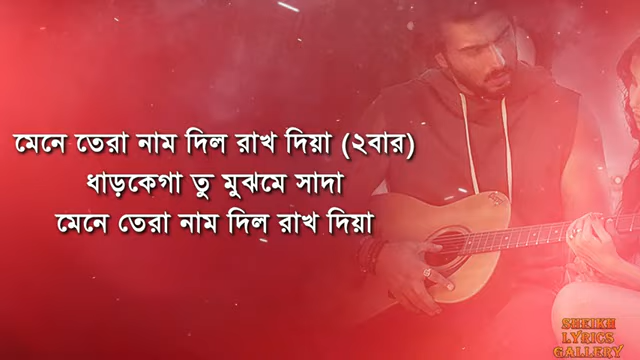 মেনে তেরা নাম দিল রাখ দিয়া (২বার)
ধাড়কেগা তু মুঝমে সাদা
মেনে তেরা নাম দিল রাখ দিয়া
SHEIKH
LYRICS
GALLERY